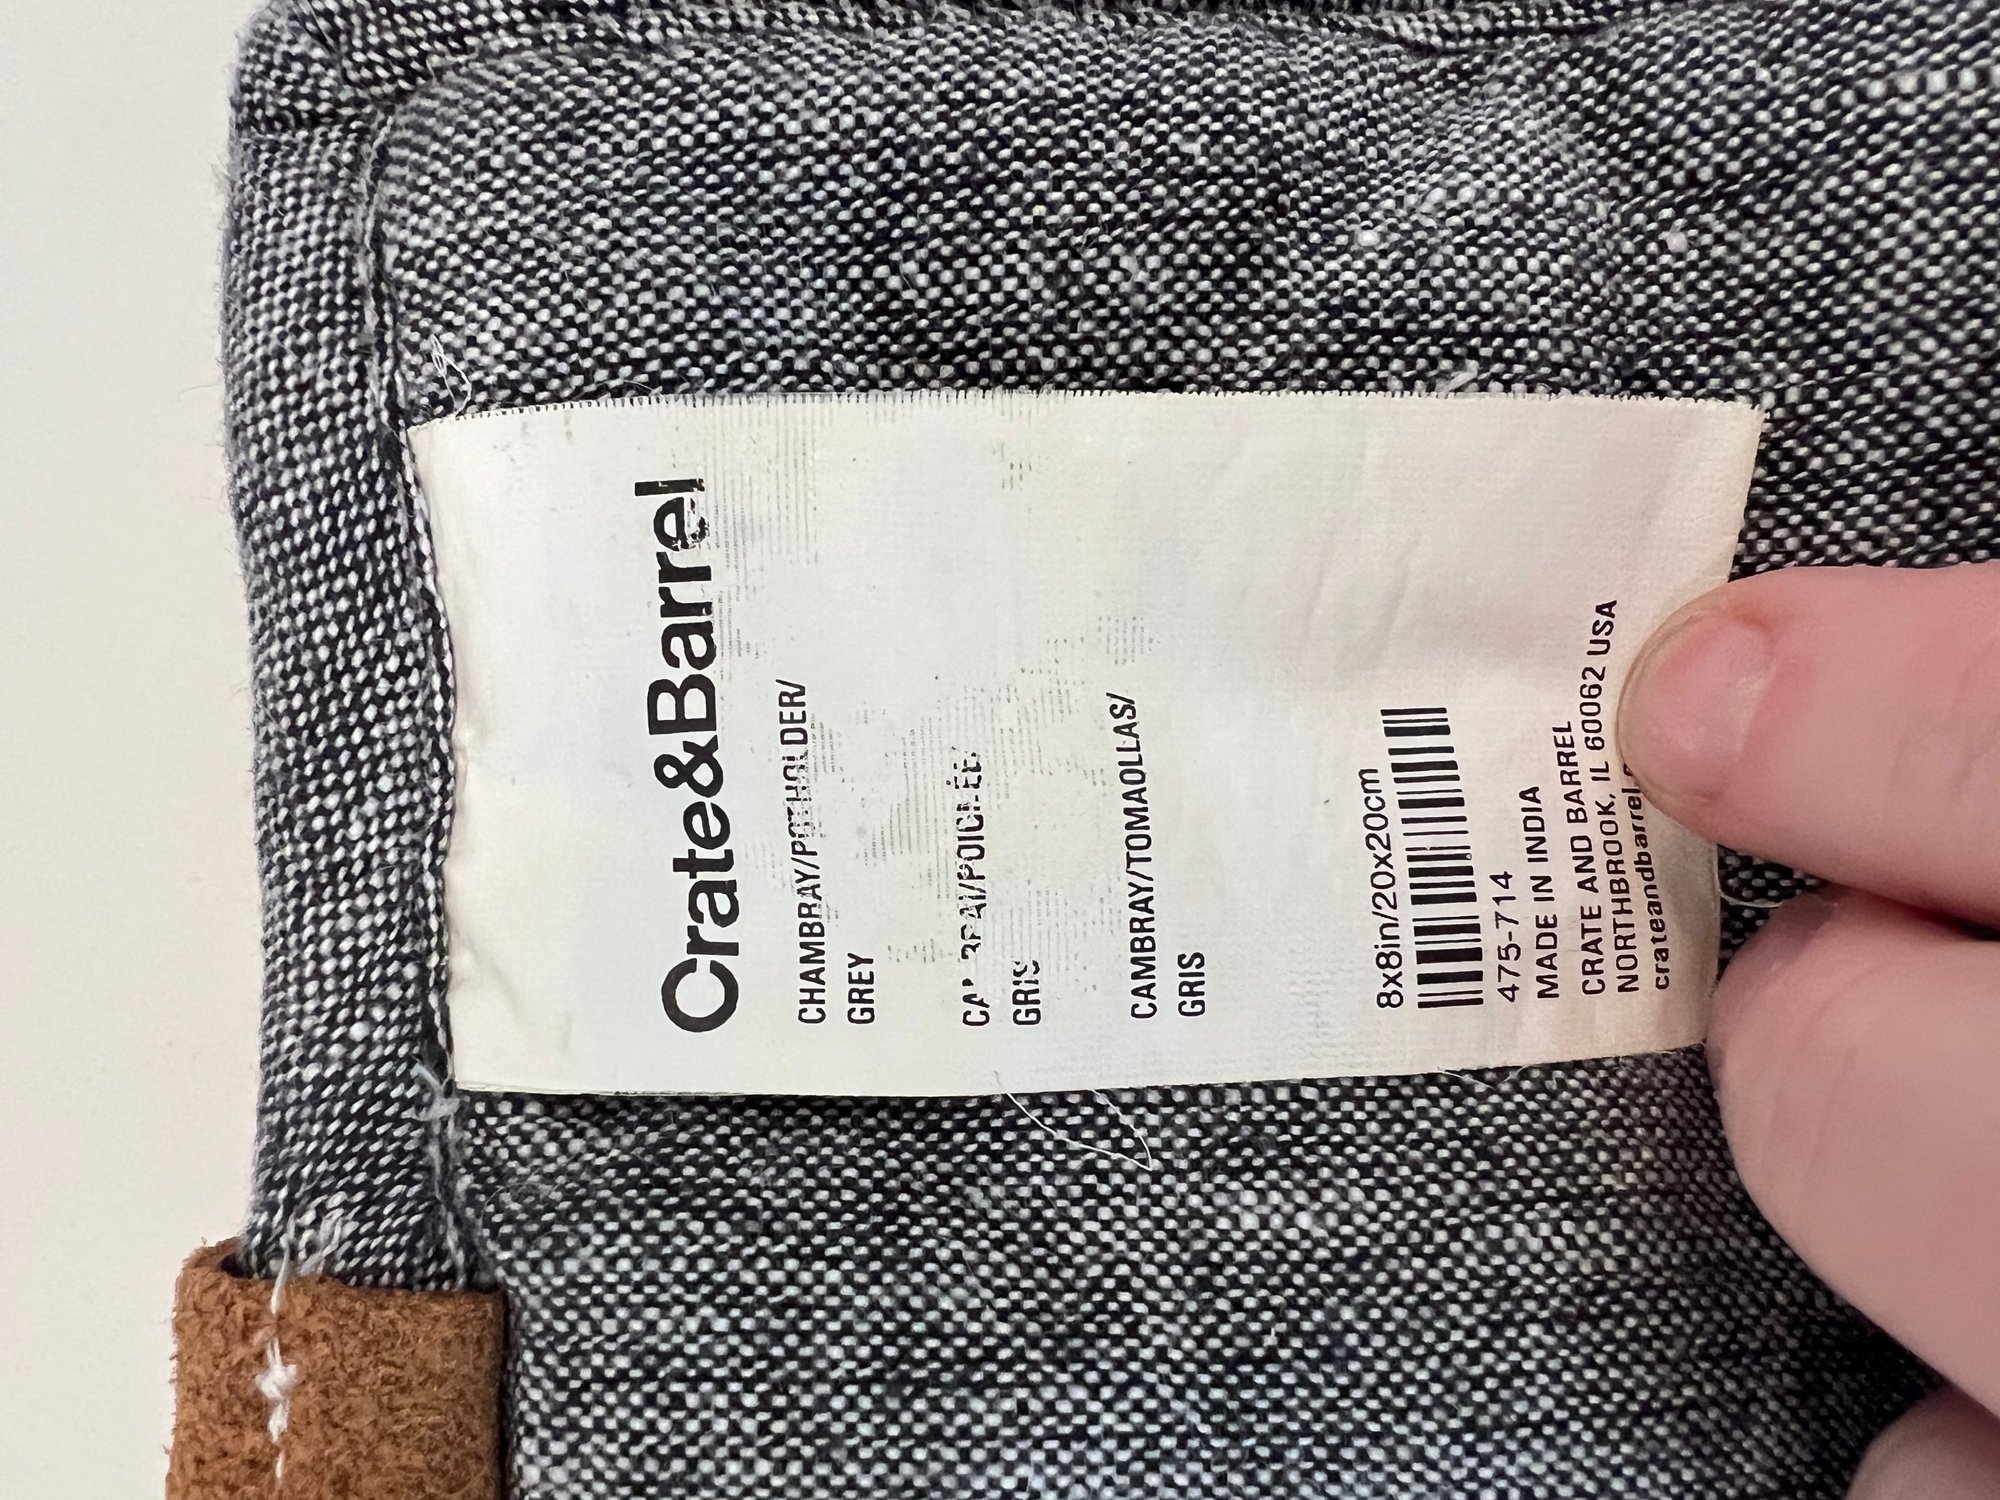 Crate&Barrel
CHAMBRAY/POTHOLDER/
GREY
GRIS
CAMBRAY/TOMAOLLAS/
GRIS
8x8in/20x20cm
475-714
MADE IN INDIA
CRATE AND BARREL
NORTHBROOK, IL 60062 USA
crateandbarrel